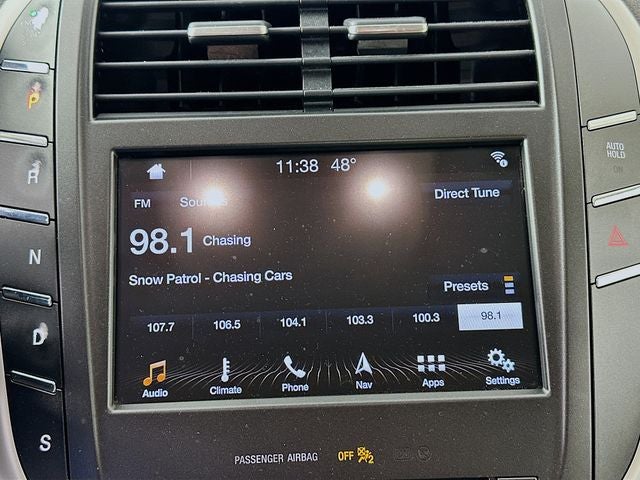 11:38 48°
FM Sources Direct Tune
98.1 Chasing
Snow Patrol - Chasing Cars
Presets
107.7 106.5 104.1 103.3 100.3 98.1
Audio Climate Phone Nav Apps Settings
P
R
N
D
S
AUTO
HOLD
ON
PASSENGER AIRBAG OFF 2